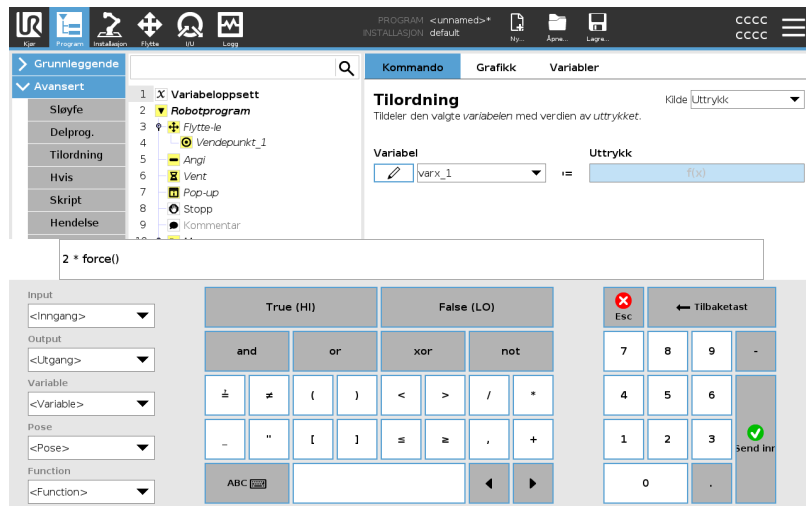 PROGRAM <unnamed>*
INSTALLASJON default
CCCC
CCCC
Kjør Program Installasjon Flytte I/U Logg Ny... Åpne... Lagre...
Grunnleggende
Avansert
Sløyfe
Delprog.
Tilordning
Hvis
Skript
Hendelse
1 X Variabeloppsett
2 Robotprogram
3 Flytte-le
4 Vendepunkt_1
5 Angi
6 Vent
7 Pop-up
8 Stopp
9 Kommentar
Kommando Grafikk Variabler
Tilordning
Kilde Uttrykk
Tildeler den valgte variabelen med verdien av uttrykket.
Variabel Uttrykk
varx_1 := f(x)
2 * force()
Input
<Inngang>
Output
<Utgang>
Variable
<Variable>
Pose
<Pose>
Function
<Function>
True (HI) False (LO)
and or xor not
≟ ≠ ( ) < > / *
_ " [ ] ≤ ≥ , +
ABC
Esc Tilbaketast
7 8 9 -
4 5 6
1 2 3 Send inr
0 .